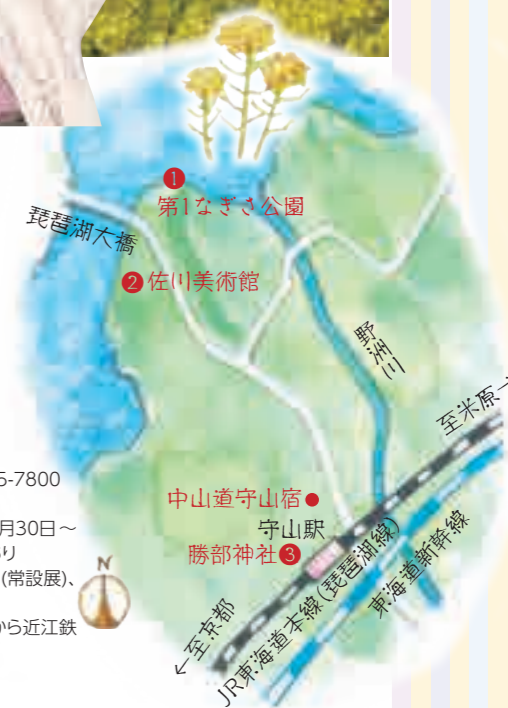 ❶
第1なぎさ公園
琵琶湖大橋
❷佐川美術館
野洲川
至米原→
中山道守山宿●
守山駅
勝部神社❸
東海道新幹線
JR東海道本線(琵琶湖線)
←至京都
N
5-7800
月30日～
り
(常設展)、
から近江鉄